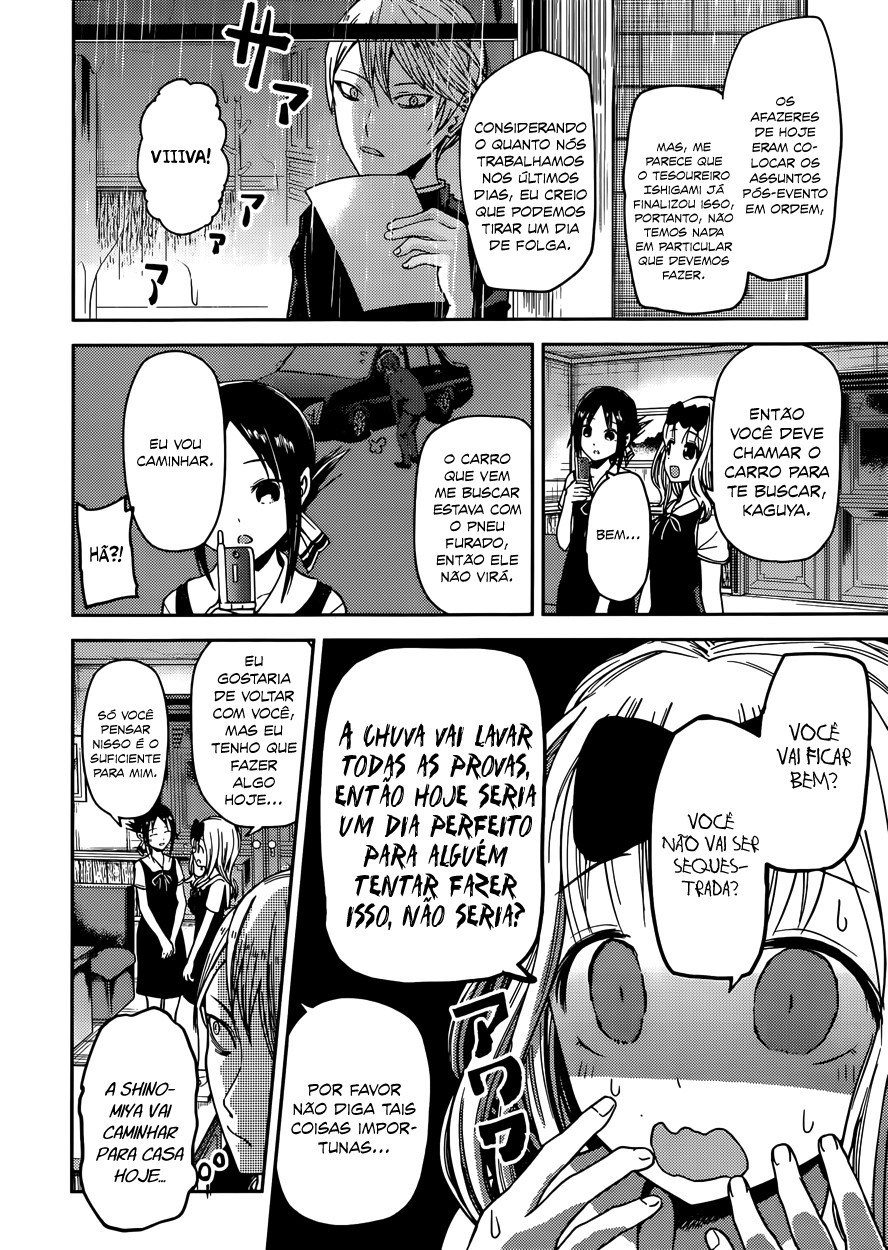 OS
AFAZERES
DE HOJE
ERAM CO-
LOCAR OS
ASSUNTOS
PÓS-EVENTO
EM ORDEM,
MAS, ME
PARECE QUE
O TESOUREIRO
ISHIGAMI JÁ
FINALIZOU ISSO,
PORTANTO, NÃO
TEMOS NADA
EM PARTICULAR
QUE DEVEMOS
FAZER.
CONSIDERANDO
O QUANTO NÓS
TRABALHAMOS
NOS ÚLTIMOS
DIAS, EU CREIO
QUE PODEMOS
TIRAR UM DIA
DE FOLGA.
VIIIVA!
ザ
ァ
ァ
ァ
ENTÃO
VOCÊ DEVE
CHAMAR O
CARRO PARA
TE BUSCAR,
KAGUYA.
BEM...
O CARRO
QUE VEM
ME BUSCAR
ESTAVA COM
O PNEU
FURADO,
ENTÃO ELE
NÃO VIRÁ.
EU VOU
CAMINHAR.
HÃ?!
VOCÊ
VAI FICAR
BEM?
VOCÊ
NÃO VAI SER
SEQUES-
TRADA?
A CHUVA VAI LAVAR
TODAS AS PROVAS,
ENTÃO HOJE SERIA
UM DIA PERFEITO
PARA ALGUÉM
TENTAR FAZER
ISSO, NÃO SERIA?
アワワ
POR FAVOR
NÃO DIGA TAIS
COISAS IMPOR-
TUNAS...
EU
GOSTARIA
DE VOLTAR
COM VOCÊ,
MAS EU
TENHO QUE
FAZER
ALGO
HOJE...
SÓ VOCÊ
PENSAR
NISSO É O
SUFICIENTE
PARA MIM.
A SHINO-
MIYA VAI
CAMINHAR
PARA CASA
HOJE...